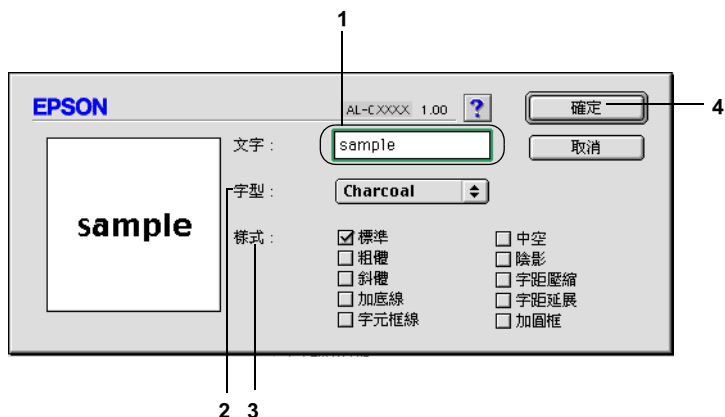 1
EPSON
AL-CXXXX 1.00
?
確定
4
文字：
sample
取消
字型：
Charcoal
sample
樣式：
標準
中空
粗體
陰影
斜體
字距壓縮
加底線
字距延展
字元框線
加圓框
2 3